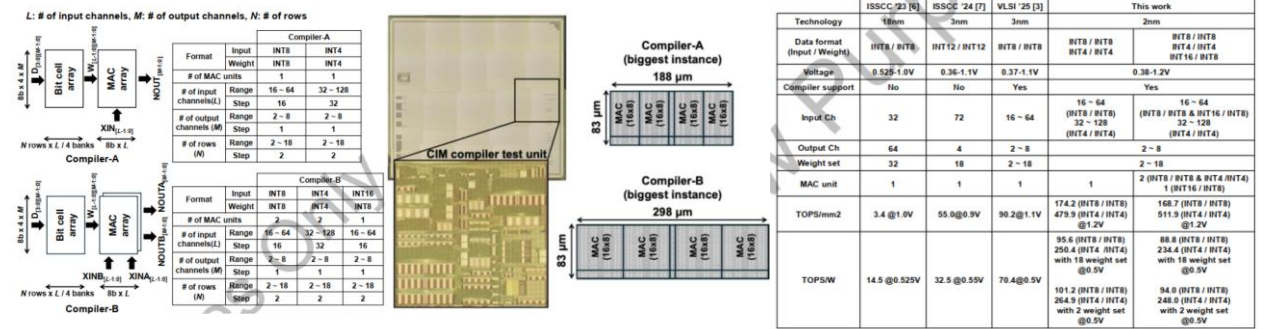 L: # of input channels, M: # of output channels, N: # of rows
8b x 4 x M
D[3:0][M-1:0]
Bit cell array
W[L-1:0][M-1:0]
MAC array
NOUT[M-1:0]
XIN[L-1:0]
N rows x L / 4 banks
8b x L
Compiler-A
Compiler-A
Format Input INT8 INT4
Weight INT8 INT4
# of MAC units 1 1
# of input channels(L) Range 16 ~ 64 32 ~ 128
Step 16 32
# of output channels (M) Range 2 ~ 8 2 ~ 8
Step 1 1
# of rows (N) Range 2 ~ 18 2 ~ 18
Step 2 2
8b x 4 x M
D[3:0][M-1:0]
Bit cell array
W[L-1:0][M-1:0]
MAC array
NOUTA[M-1:0]
NOUTB[M-1:0]
XINB[L-1:0]
XINA[L-1:0]
N rows x L / 4 banks
8b x L
Compiler-B
Compiler-B
Format Input INT8 INT4 INT16
Weight INT8 INT4 INT8
# of MAC units 2 2 1
# of input channels(L) Range 16 ~ 64 32 ~ 128 16 ~ 64
Step 16 32 16
# of output channels (M) Range 2 ~ 8 2 ~ 8 2 ~ 8
Step 1 1 1
# of rows (N) Range 2 ~ 18 2 ~ 18 2 ~ 18
Step 2 2 2
CIM compiler test unit
Compiler-A
(biggest instance)
188 µm
83 µm
MAC (16x8)
MAC (16x8)
MAC (16x8)
MAC (16x8)
Compiler-B
(biggest instance)
298 µm
83 µm
MAC (16x8)
MAC (16x8)
MAC (16x8)
MAC (16x8)
ISSCC '23 [6] ISSCC '24 [7] VLSI '25 [3] This work
Technology 18nm 3nm 3nm 2nm
Data format (Input / Weight) INT8 / INT8 INT12 / INT12 INT8 / INT8
INT8 / INT8
INT4 / INT4
INT8 / INT8
INT4 / INT4
INT16 / INT8
Voltage 0.525-1.0V 0.36-1.1V 0.37-1.1V 0.38-1.2V
Compiler support No No Yes Yes
Input Ch 32 72 16 ~ 64
16 ~ 64
(INT8 / INT8)
32 ~ 128
(INT4 / INT4)
16 ~ 64
(INT8 / INT8 & INT16 / INT8)
32 ~ 128
(INT4 / INT4)
Output Ch 64 4 2 ~ 8 2 ~ 8
Weight set 32 18 2 ~ 18 2 ~ 18
MAC unit 1 1 1 1
2 (INT8 / INT8 & INT4 /INT4)
1 (INT16 / INT8)
TOPS/mm2 3.4 @1.0V 55.0@0.9V 90.2@1.1V
174.2 (INT8 / INT8)
479.9 (INT4 / INT4)
@1.2V
168.7 (INT8 / INT8)
511.9 (INT4 / INT4)
@1.2V
TOPS/W 14.5 @0.525V 32.5 @0.55V 70.4@0.5V
95.6 (INT8 / INT8)
250.4 (INT4 / INT4)
with 18 weight set
@0.5V
101.2 (INT8 / INT8)
264.9 (INT4 / INT4)
with 2 weight set
@0.5V
88.8 (INT8 / INT8)
234.4 (INT4 / INT4)
with 18 weight set
@0.5V
94.0 (INT8 / INT8)
248.0 (INT4 / INT4)
with 2 weight set
@0.5V
Only